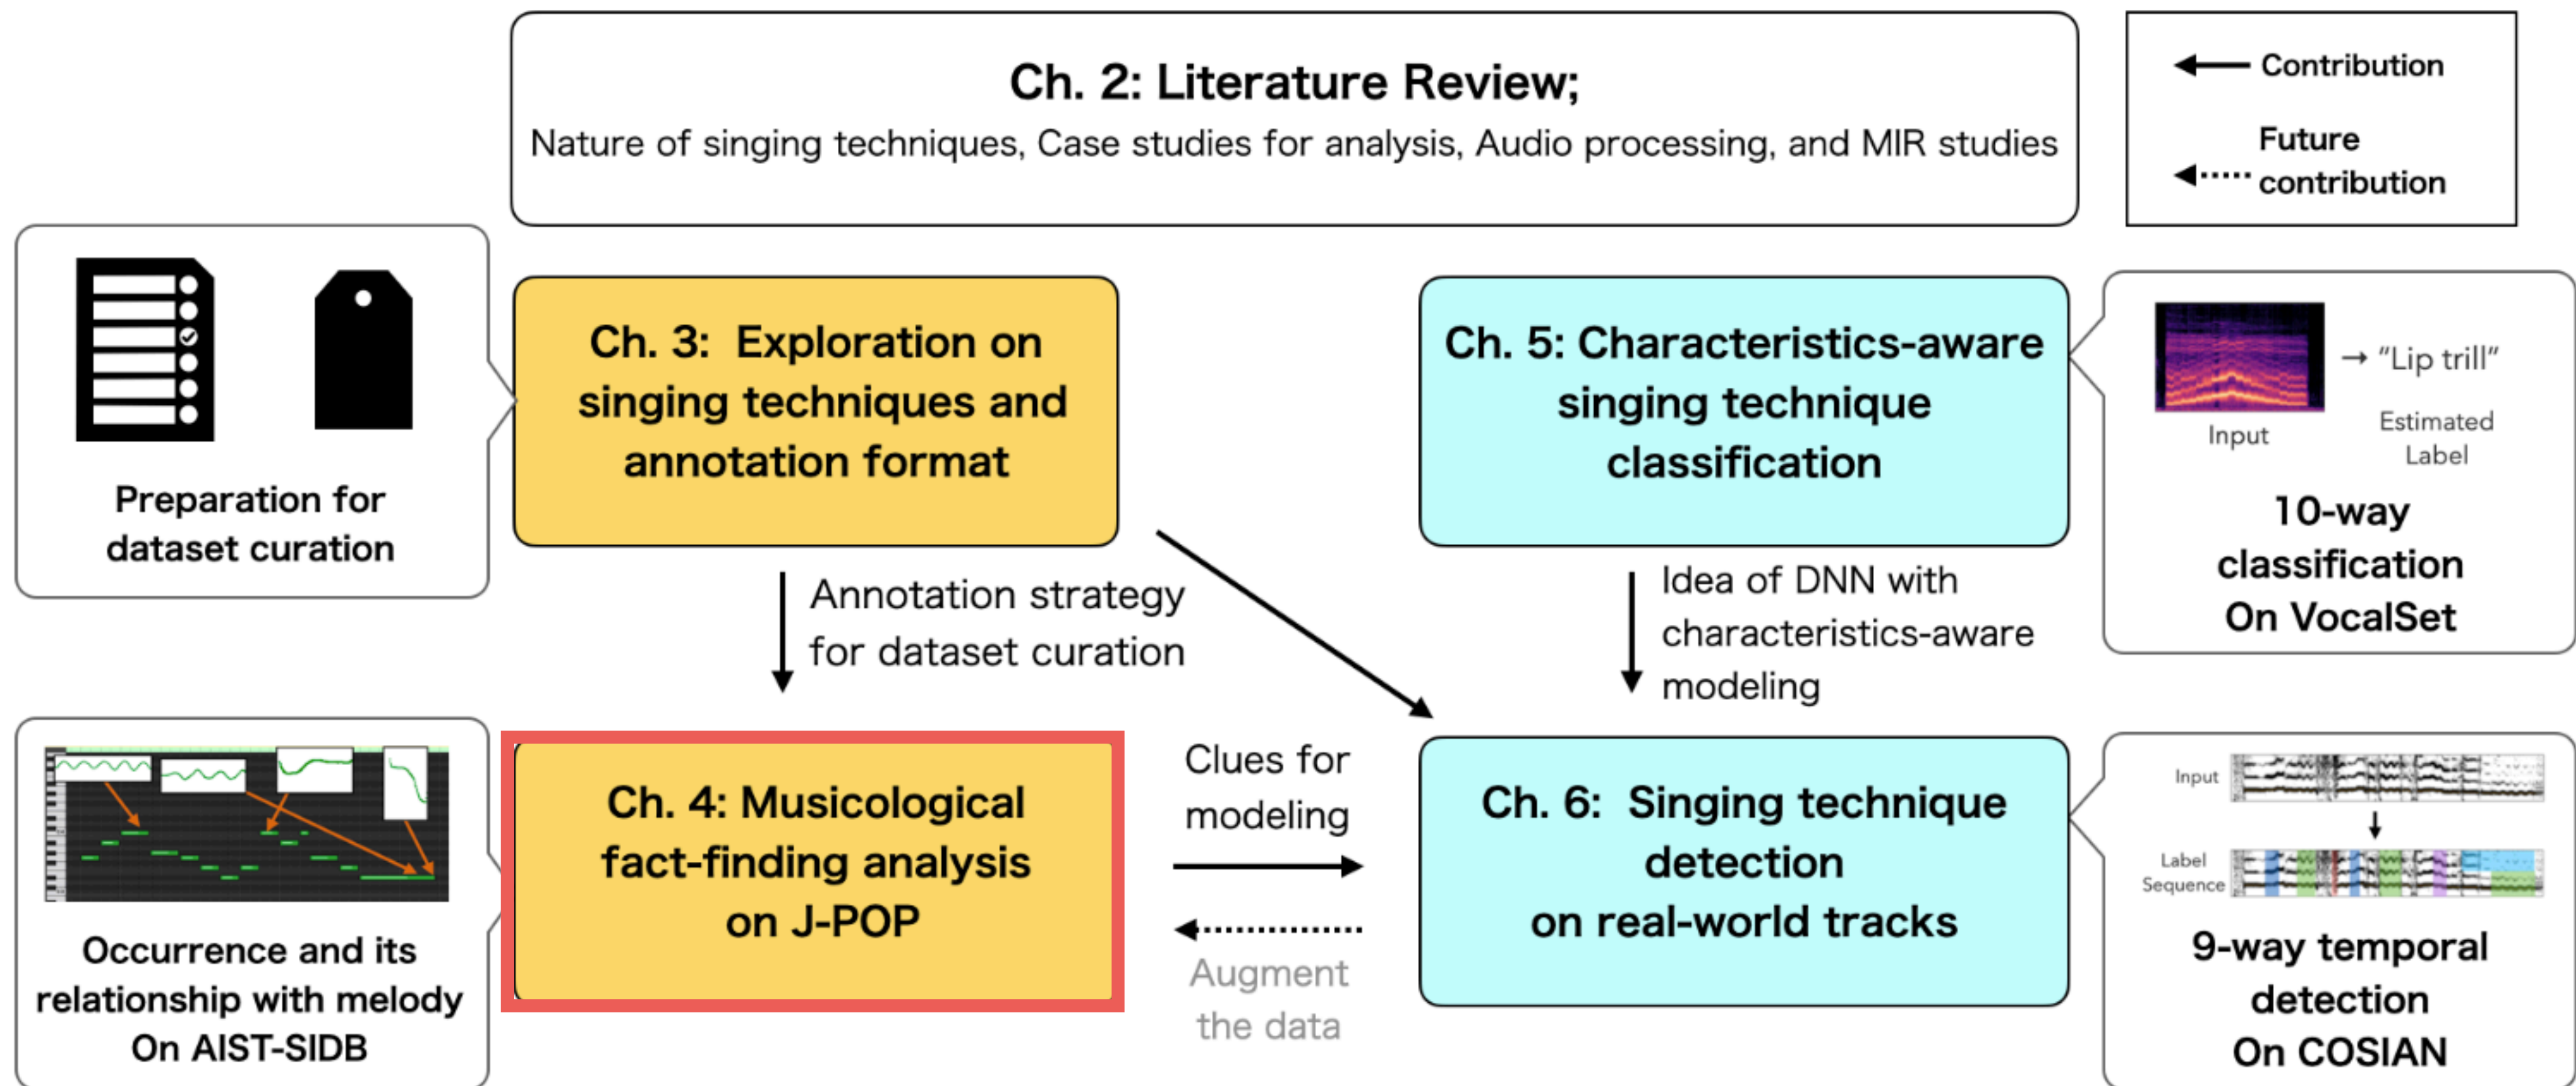 Ch. 2: Literature Review;
Nature of singing techniques, Case studies for analysis, Audio processing, and MIR studies
Contribution
Future
contribution
Preparation for
dataset curation
Ch. 3: Exploration on
singing techniques and
annotation format
Ch. 5: Characteristics-aware
singing technique
classification
→ “Lip trill”
Input
Estimated
Label
10-way
classification
On VocalSet
Annotation strategy
for dataset curation
Idea of DNN with
characteristics-aware
modeling
Occurrence and its
relationship with melody
On AIST-SIDB
Ch. 4: Musicological
fact-finding analysis
on J-POP
Clues for
modeling
Augment
the data
Ch. 6: Singing technique
detection
on real-world tracks
Input
Label
Sequence
9-way temporal
detection
On COSIAN